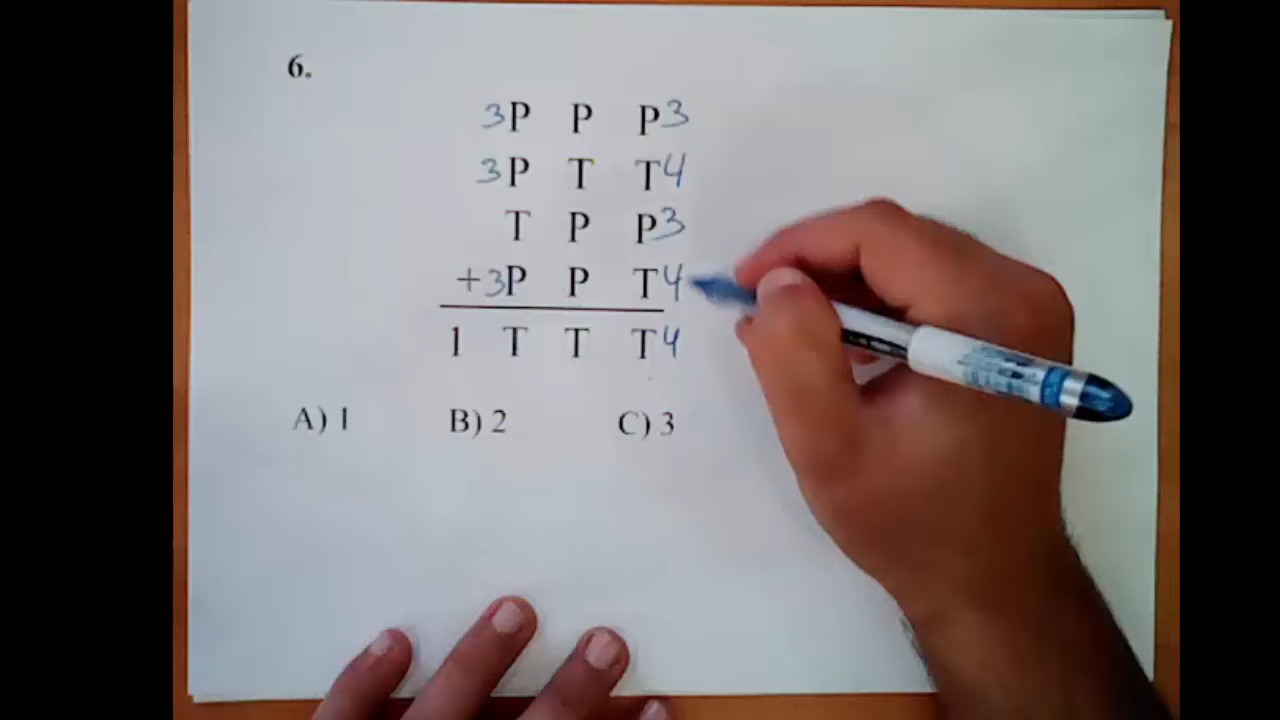 6.
3P P P3
3P T T4
T P P3
+3P P T4
1 T T T4
A) 1 B) 2 C) 3